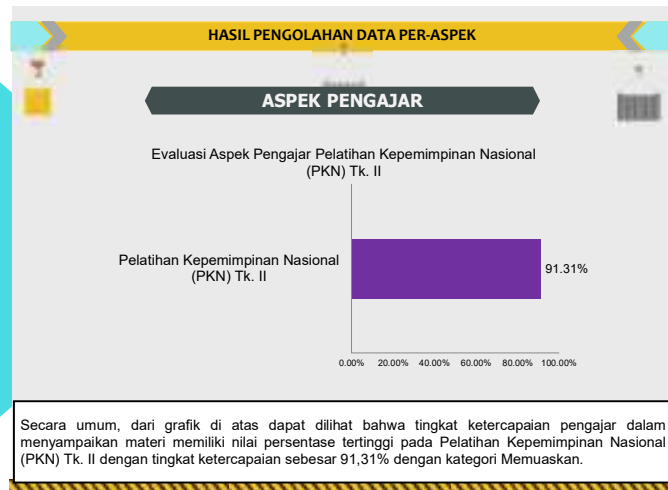 HASIL PENGOLAHAN DATA PER-ASPEK
ASPEK PENGAJAR
Evaluasi Aspek Pengajar Pelatihan Kepemimpinan Nasional
(PKN) Tk. II
Pelatihan Kepemimpinan Nasional
(PKN) Tk. II
91.31%
0.00% 20.00% 40.00% 60.00% 80.00% 100.00%
Secara umum, dari grafik di atas dapat dilihat bahwa tingkat ketercapaian pengajar dalam
menyampaikan materi memiliki nilai persentase tertinggi pada Pelatihan Kepemimpinan Nasional
(PKN) Tk. II dengan tingkat ketercapaian sebesar 91,31% dengan kategori Memuaskan.